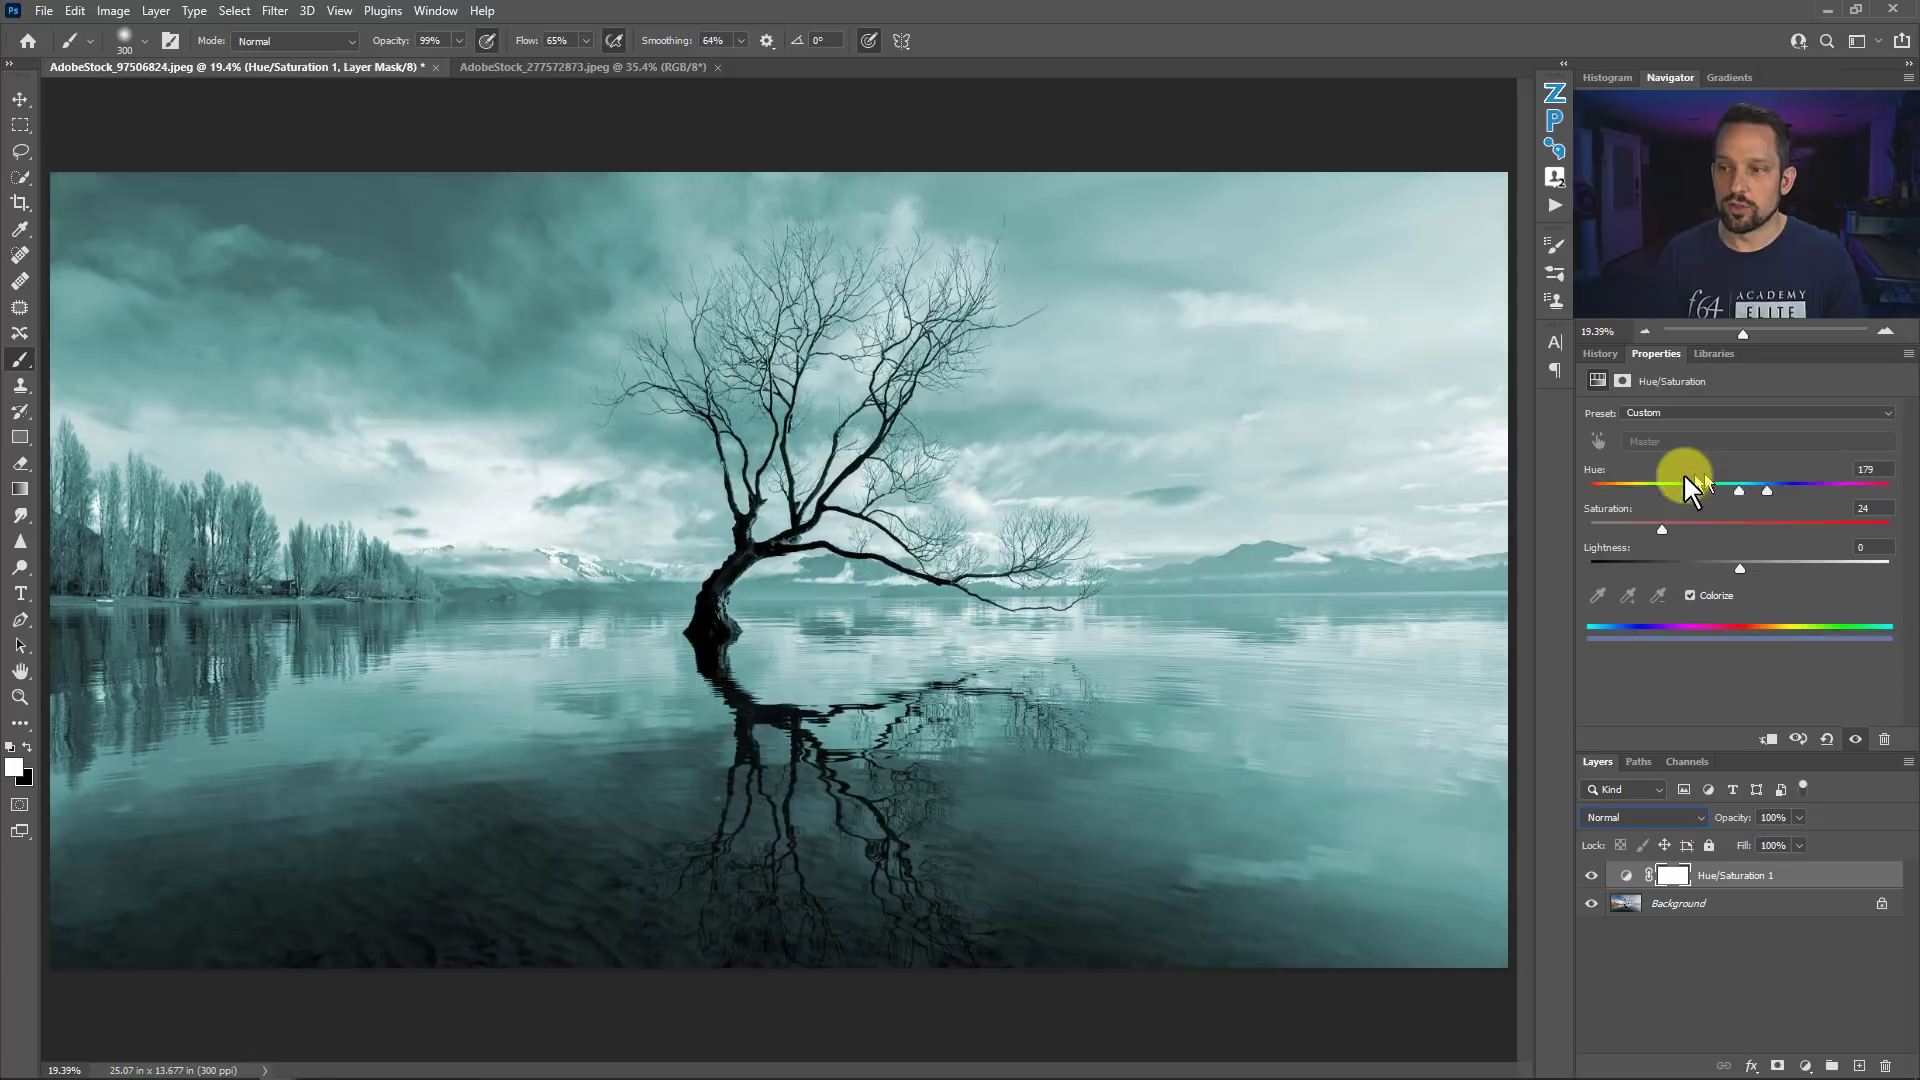 Ps File Edit Image Layer Type Select Filter 3D View Plugins Window Help
300 Mode: Normal Opacity: 99% Flow: 65% Smoothing: 64% 0°
AdobeStock_97506824.jpeg @ 19.4% (Hue/Saturation 1, Layer Mask/8) * × AdobeStock_277572873.jpeg @ 35.4% (RGB/8*) ×
Histogram Navigator Gradients
Z
P
f64 ACADEMY
ELITE
19.39%
A|
History Properties Libraries
Hue/Saturation
Preset: Custom
Master
Hue: 179
Saturation: 24
Lightness: 0
Colorize
Layers Paths Channels
Kind
Normal Opacity: 100%
Lock: Fill: 100%
Hue/Saturation 1
Background
fx
19.39% 25.07 in x 13.677 in (300 ppi)